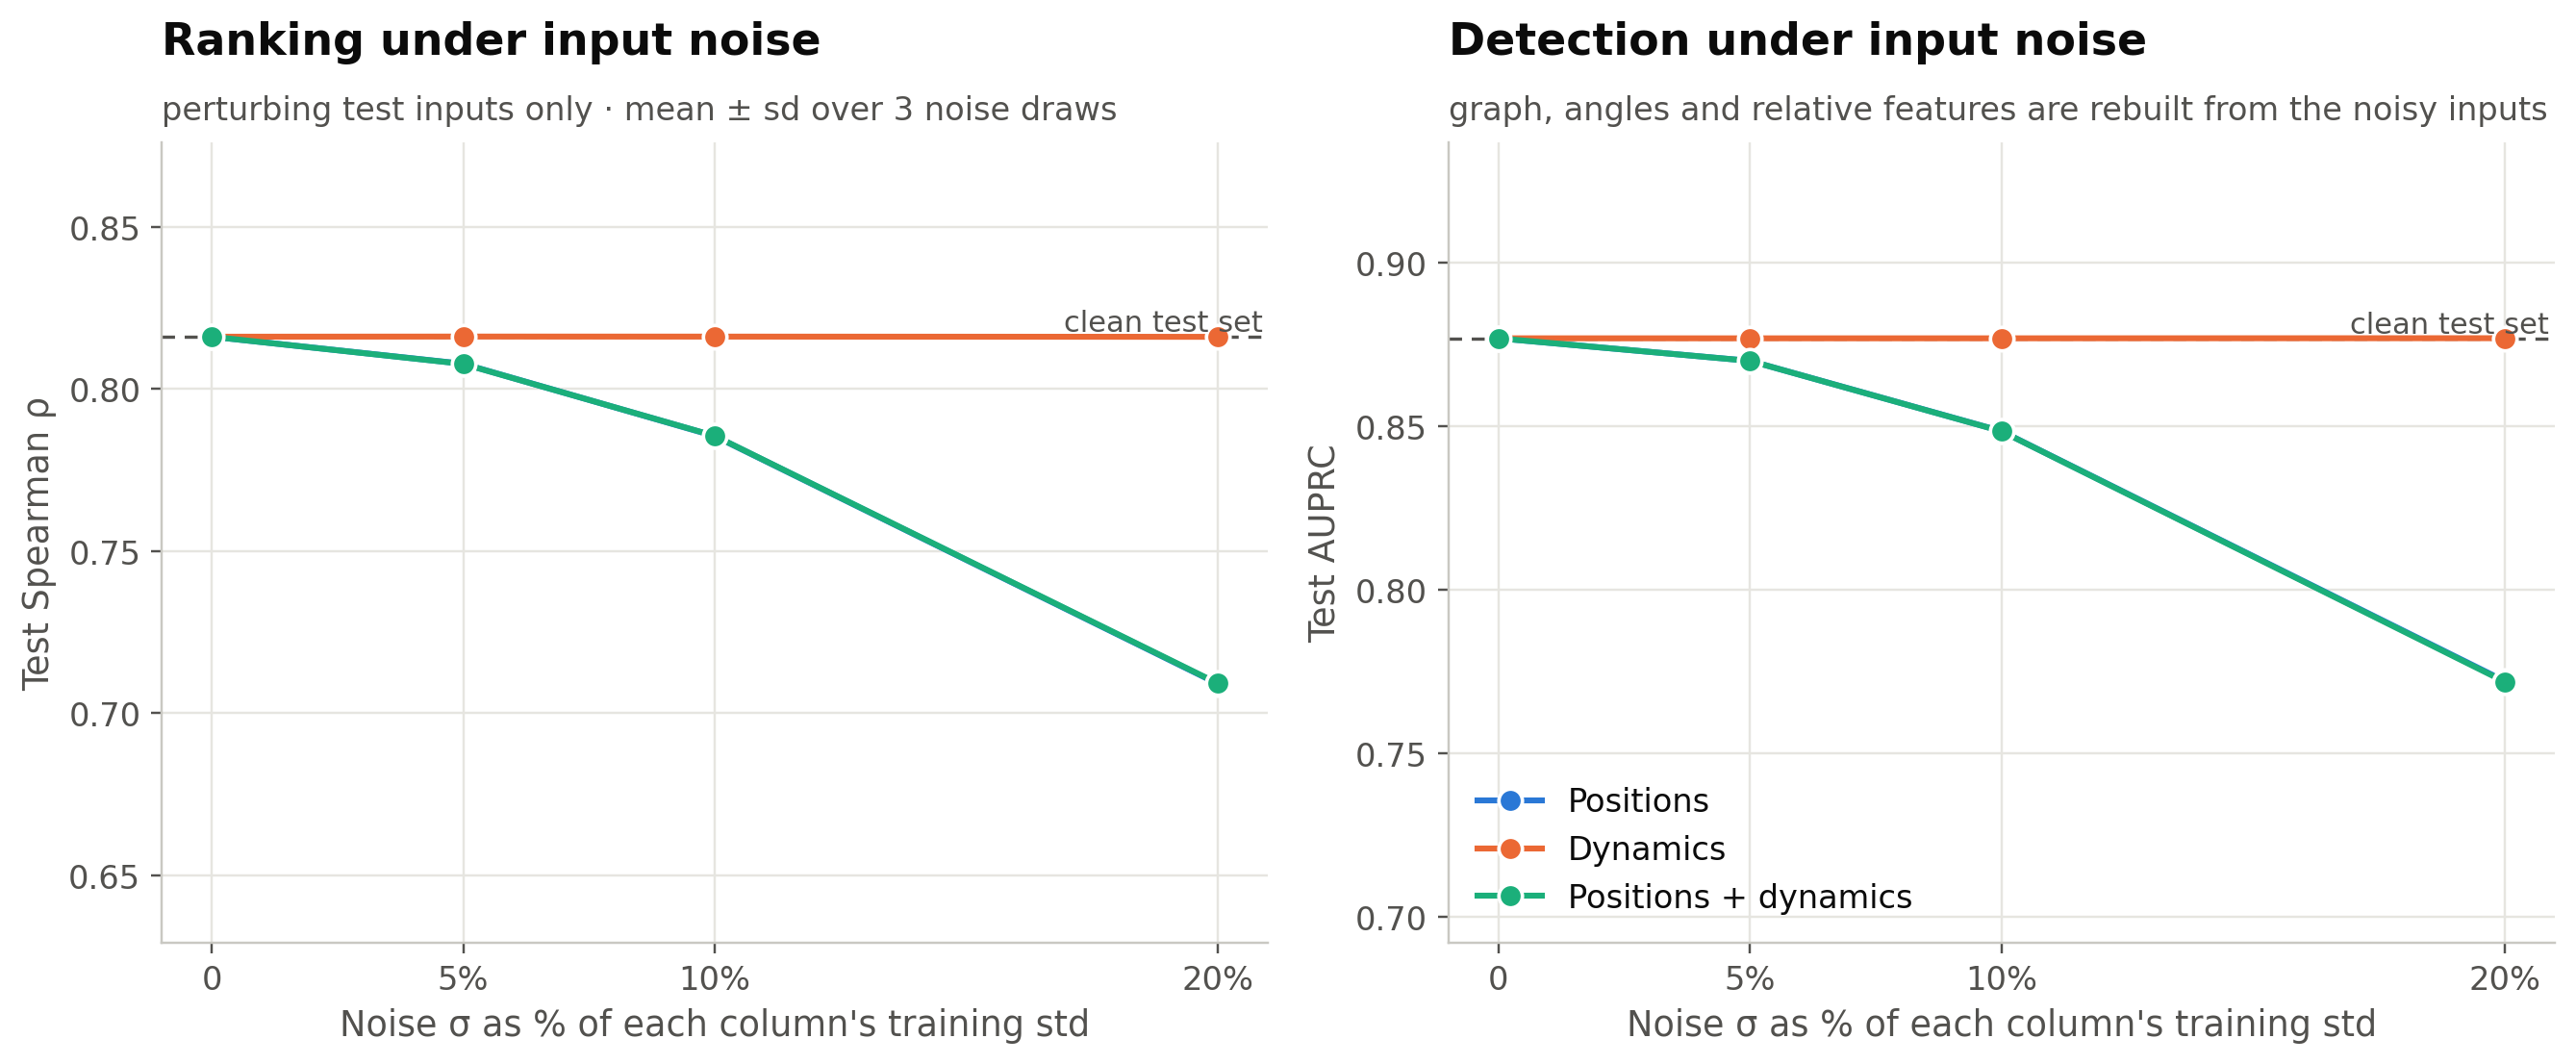 Ranking under input noise
perturbing test inputs only · mean ± sd over 3 noise draws
Test Spearman ρ
0.85
0.80
0.75
0.70
0.65
clean test set
0
5%
10%
20%
Noise σ as % of each column's training std
Detection under input noise
graph, angles and relative features are rebuilt from the noisy inputs
Test AUPRC
0.90
0.85
0.80
0.75
0.70
clean test set
Positions
Dynamics
Positions + dynamics
0
5%
10%
20%
Noise σ as % of each column's training std